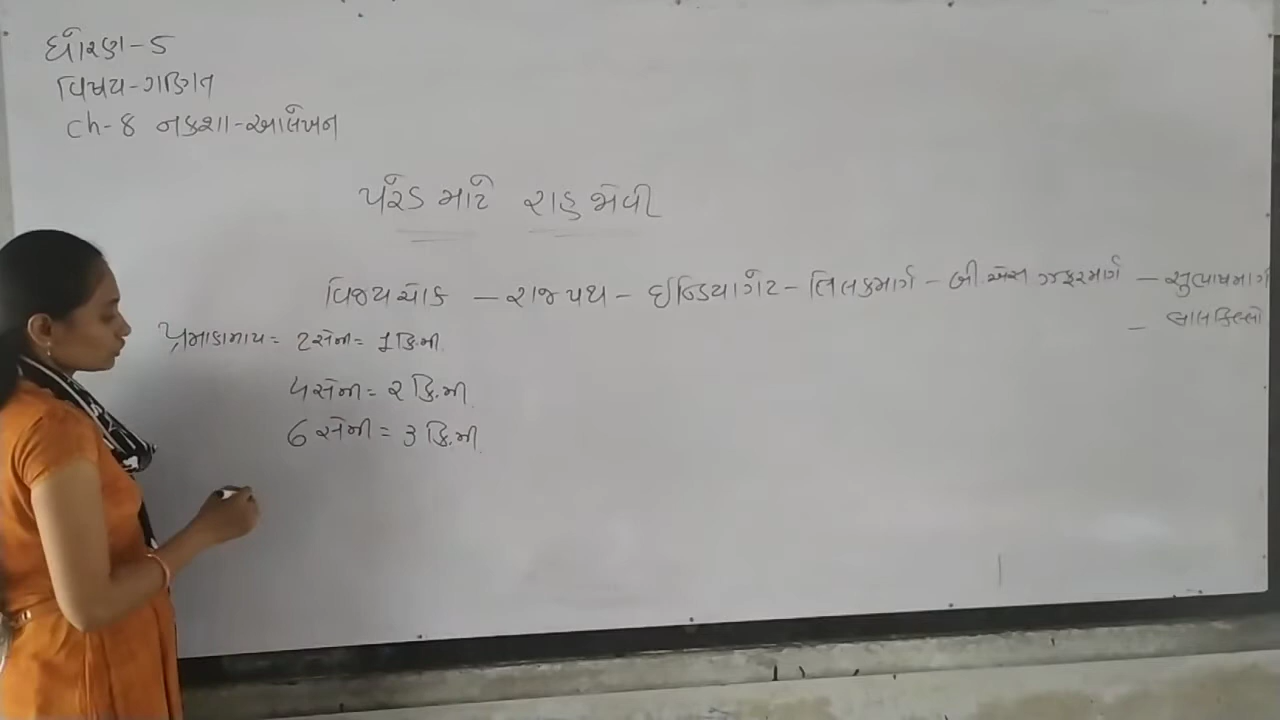 ધોરણ-5
વિષય-ગણિત
ch-8 નકશા-આલેખન
પરેડ માટે રાહ જોવી
વિજયચોક - રાજપથ - ઇન્ડિયાગેટ - તિલકમાર્ગ - બી.એસ ઝફરમાર્ગ - સુભાષમાર્ગ
- લાલકિલ્લો
પ્રમાણમાપ = 2 સેમી = 1 કિ.મી.
4 સેમી = 2 કિ.મી.
6 સેમી = 3 કિ.મી.